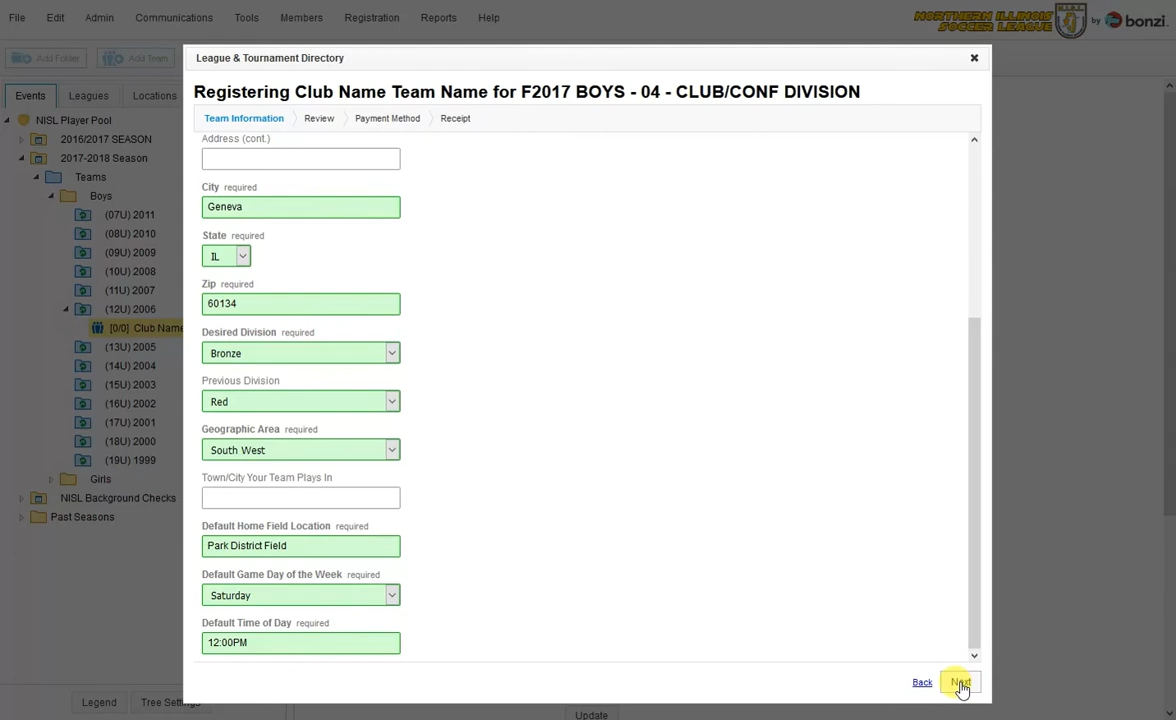 File Edit Admin Communications Tools Members Registration Reports Help
NORTHERN ILLINOIS
SOCCER LEAGUE
by bonzi
Add Folder Add Team
Events Leagues Locations
NISL Player Pool
2016/2017 SEASON
2017-2018 Season
Teams
Boys
(07U) 2011
(08U) 2010
(09U) 2009
(10U) 2008
(11U) 2007
(12U) 2006
[0/0] Club Name
(13U) 2005
(14U) 2004
(15U) 2003
(16U) 2002
(17U) 2001
(18U) 2000
(19U) 1999
Girls
NISL Background Checks
Past Seasons
Legend Tree Settings
Update
League & Tournament Directory
Registering Club Name Team Name for F2017 BOYS - 04 - CLUB/CONF DIVISION
Team Information Review Payment Method Receipt
Address (cont.)
City required
Geneva
State required
IL
Zip required
60134
Desired Division required
Bronze
Previous Division
Red
Geographic Area required
South West
Town/City Your Team Plays In
Default Home Field Location required
Park District Field
Default Game Day of the Week required
Saturday
Default Time of Day required
12:00PM
Back Next